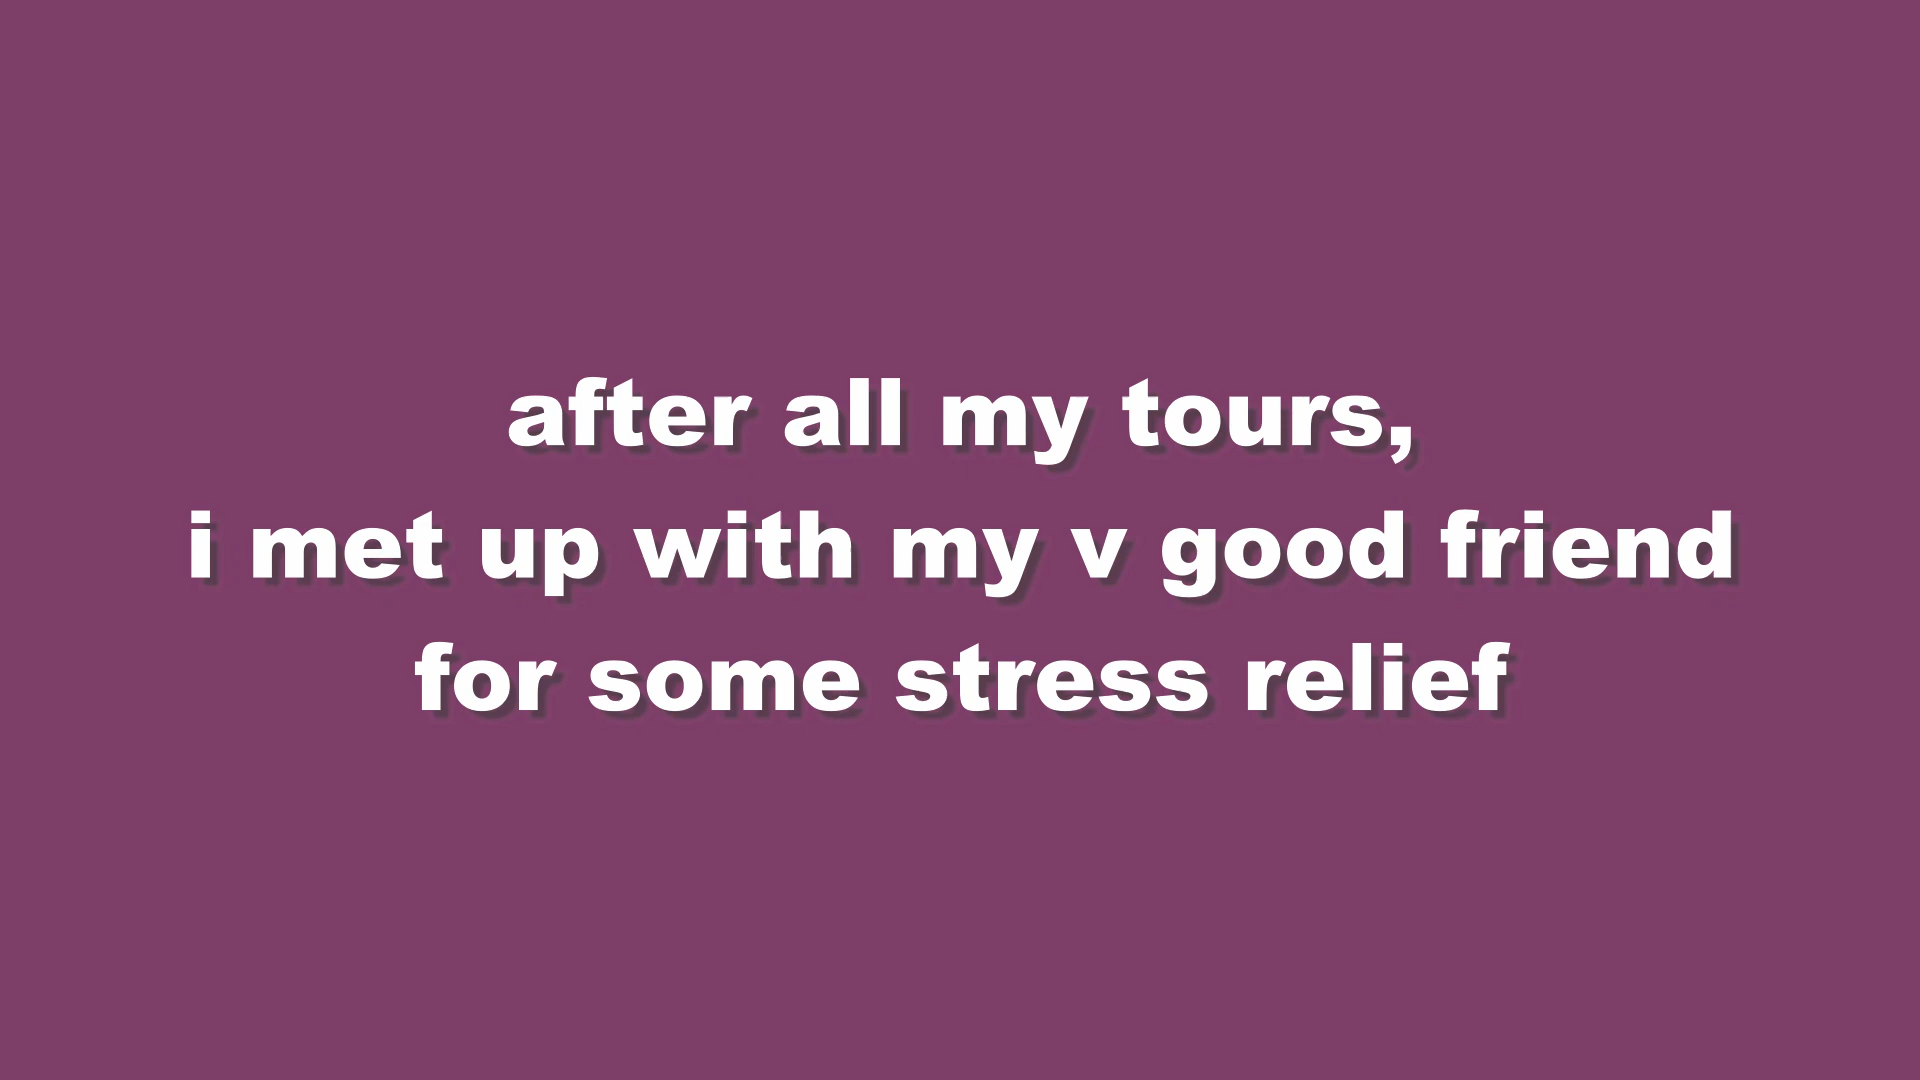 after all my tours,
i met up with my v good friend
for some stress relief